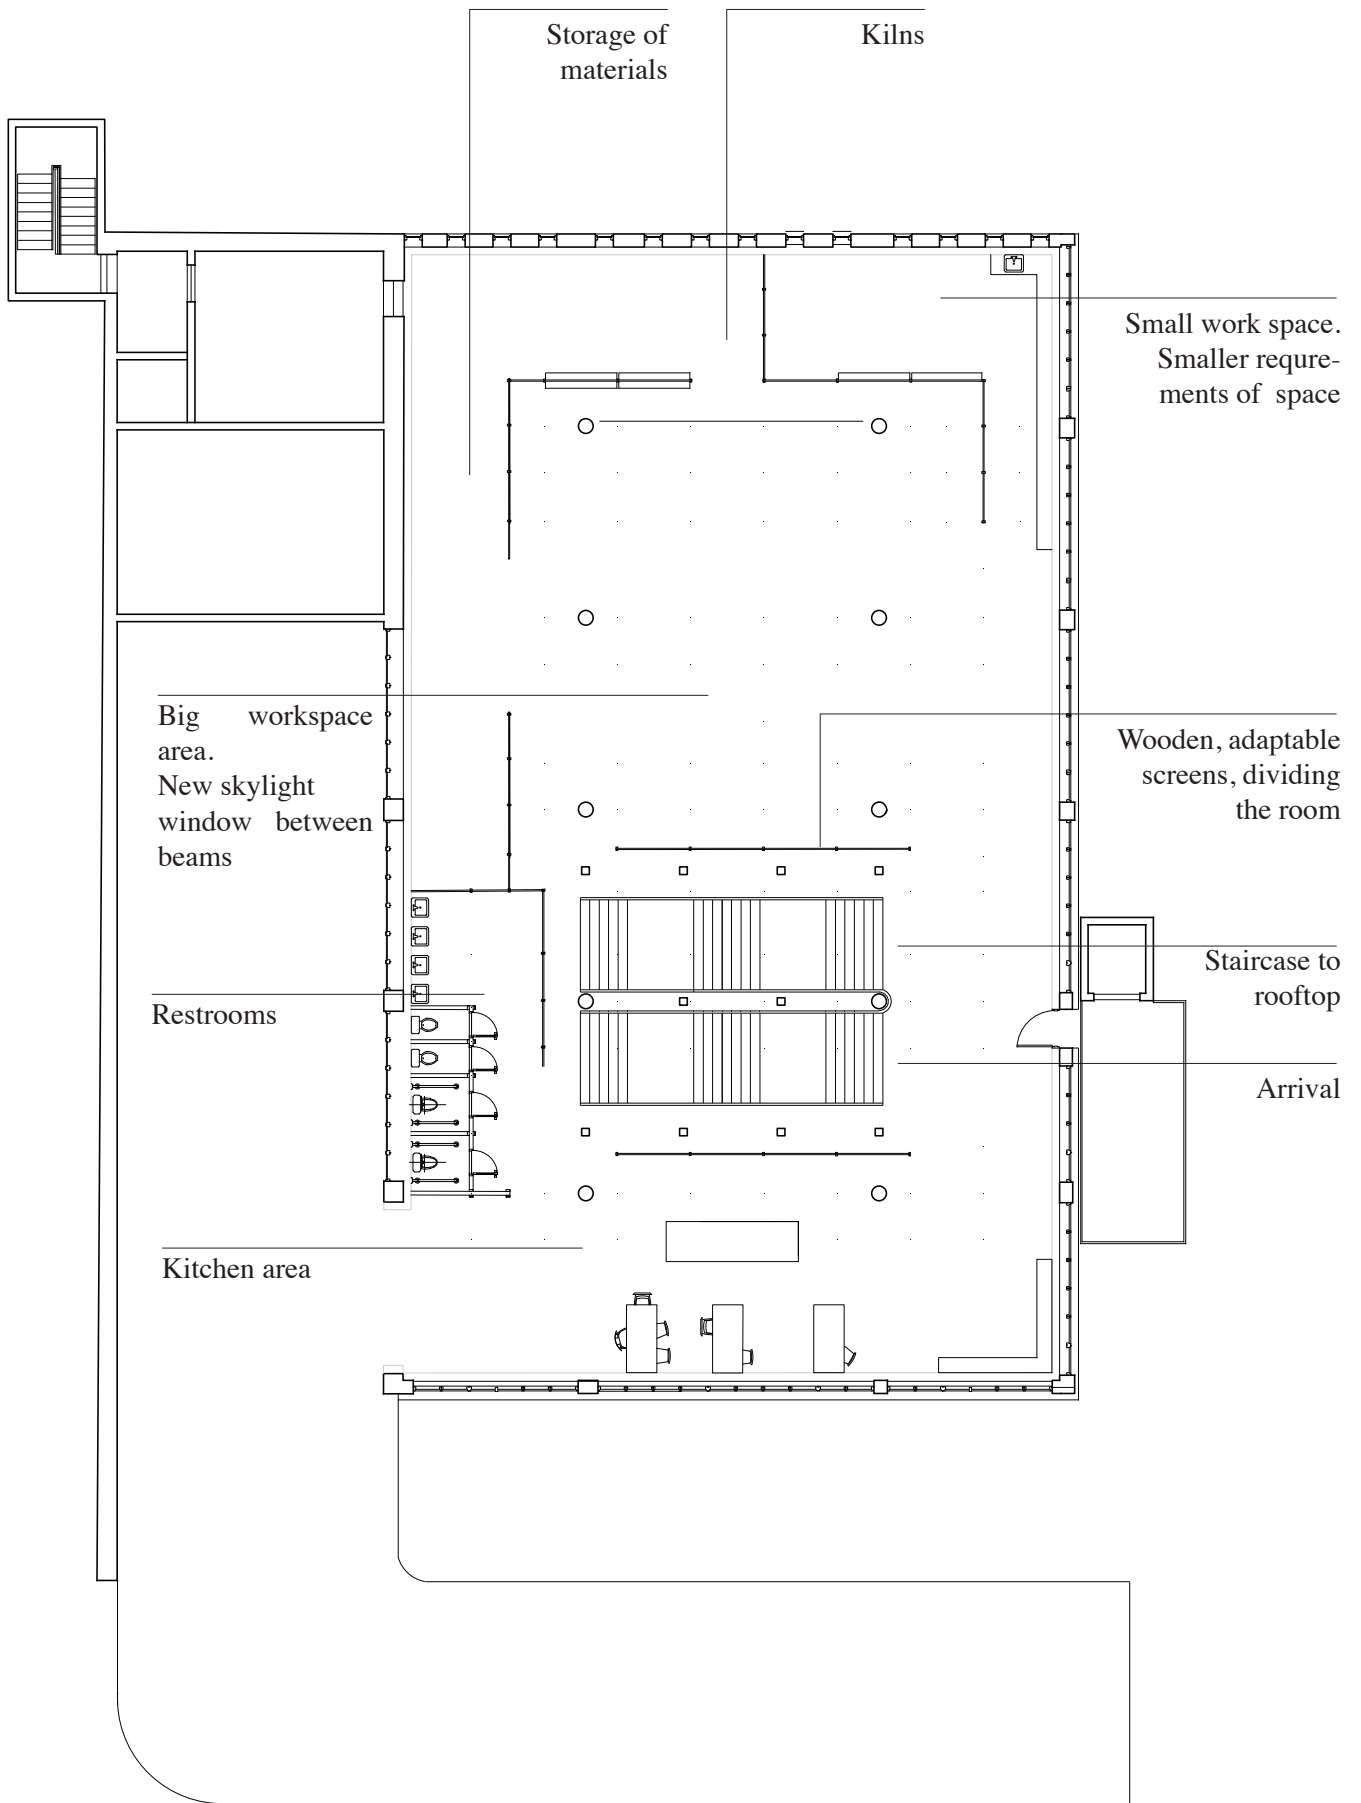 Storage of
materials
Kilns
Small work space.
Smaller requre-
ments of space
Big workspace
area.
New skylight
window between
beams
Wooden, adaptable
screens, dividing
the room
Staircase to
rooftop
Restrooms
Arrival
Kitchen area